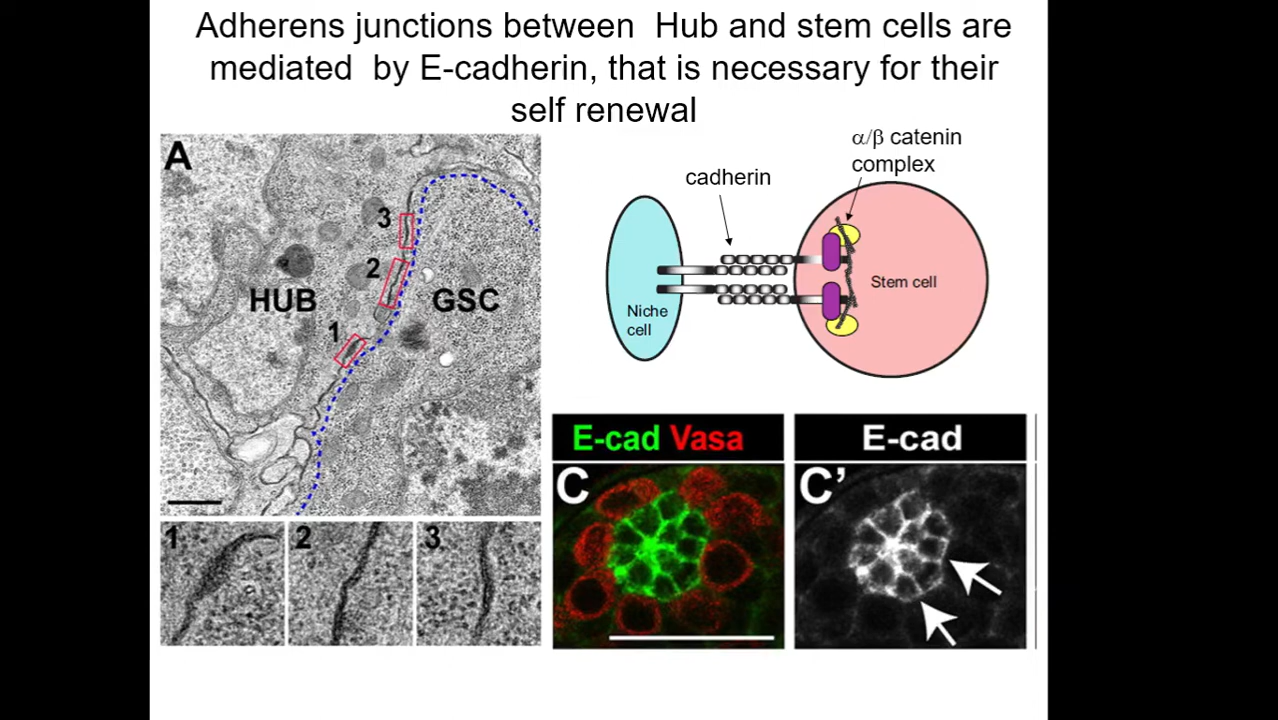 Adherens junctions between Hub and stem cells are
mediated by E-cadherin, that is necessary for their
self renewal
A
HUB
GSC
3
2
1
1
2
3
α/β catenin
complex
cadherin
Niche
cell
Stem cell
E-cad Vasa
E-cad
C
C'